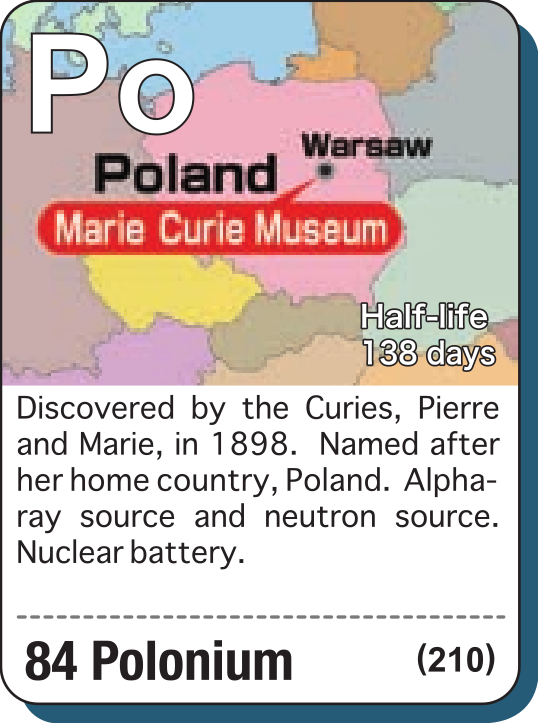 Po
Warsaw
Poland
Marie Curie Museum
Half-life
138 days
Discovered by the Curies, Pierre
and Marie, in 1898. Named after
her home country, Poland. Alpha-
ray source and neutron source.
Nuclear battery.
84 Polonium (210)